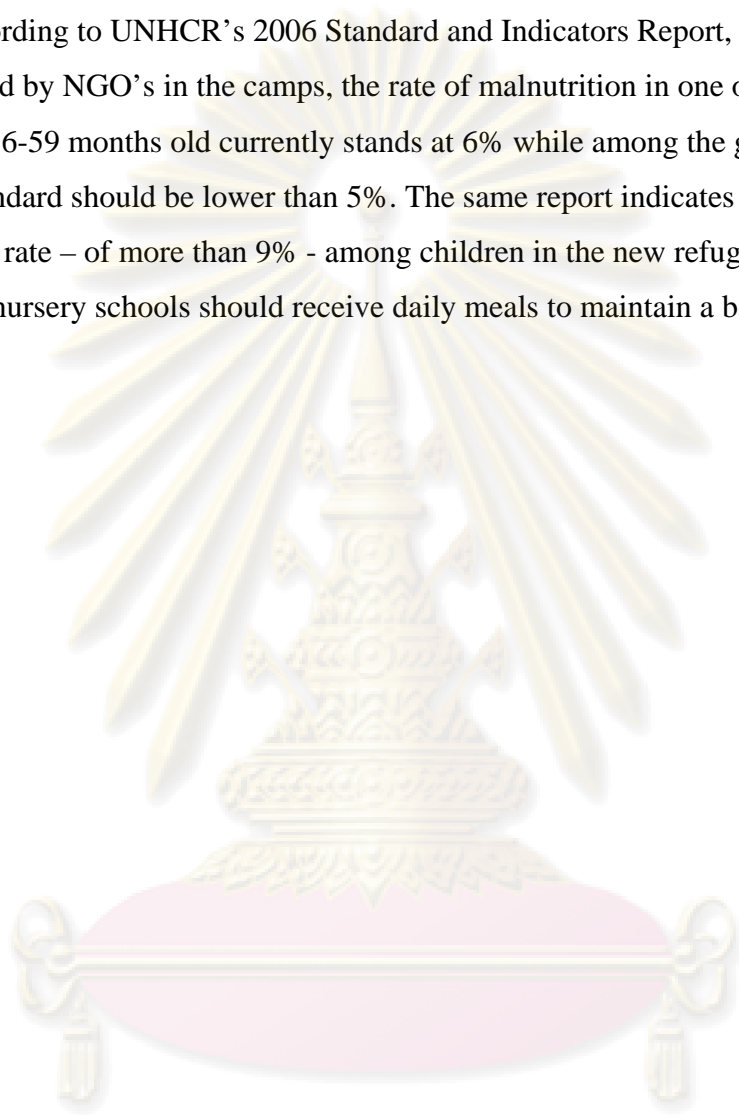 ording to UNHCR’s 2006 Standard and Indicators Report,
d by NGO’s in the camps, the rate of malnutrition in one o
6-59 months old currently stands at 6% while among the g
ndard should be lower than 5%. The same report indicates
rate – of more than 9% - among children in the new refug
nursery schools should receive daily meals to maintain a b